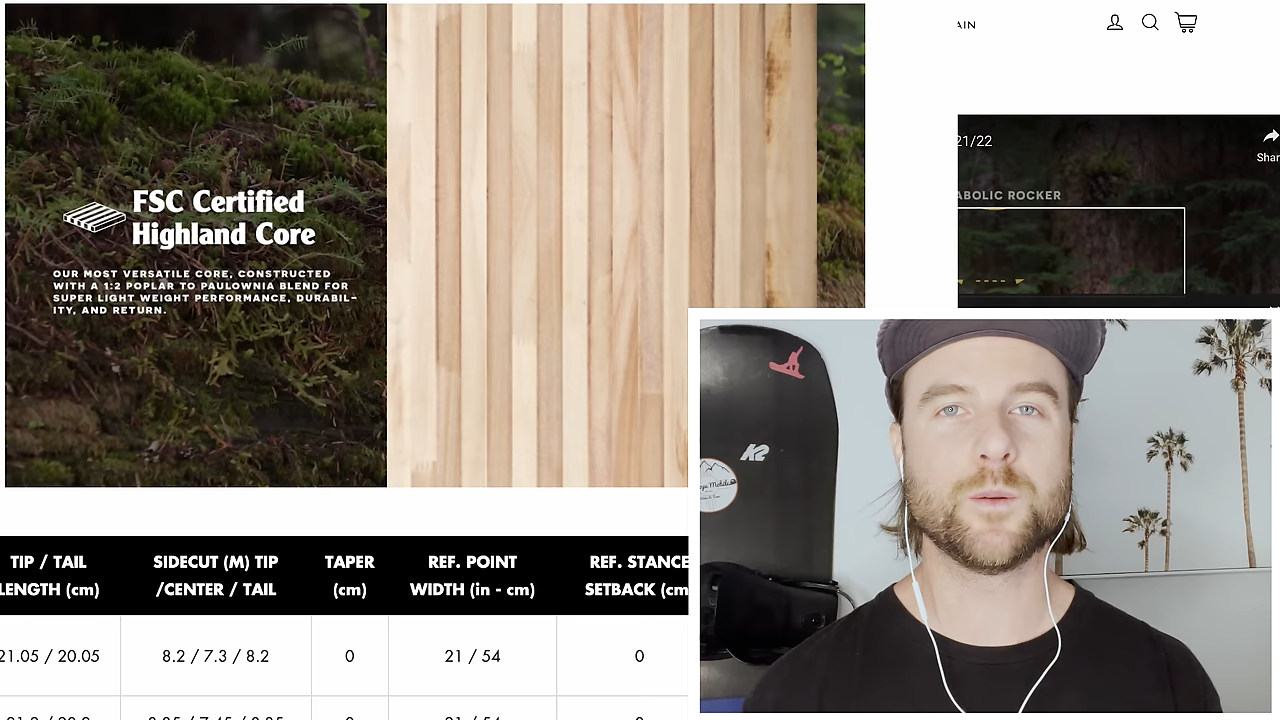 AIN
21/22
Shar
ABOLIC ROCKER
FSC Certified
Highland Core
OUR MOST VERSATILE CORE, CONSTRUCTED
WITH A 1:2 POPLAR TO PAULOWNIA BLEND FOR
SUPER LIGHT WEIGHT PERFORMANCE, DURABIL-
ITY, AND RETURN.
K2
TIP / TAIL
LENGTH (cm)
SIDECUT (M) TIP
/CENTER / TAIL
TAPER
(cm)
REF. POINT
WIDTH (in - cm)
REF. STANCE
SETBACK (cm
21.05 / 20.05
8.2 / 7.3 / 8.2
0
21 / 54
0